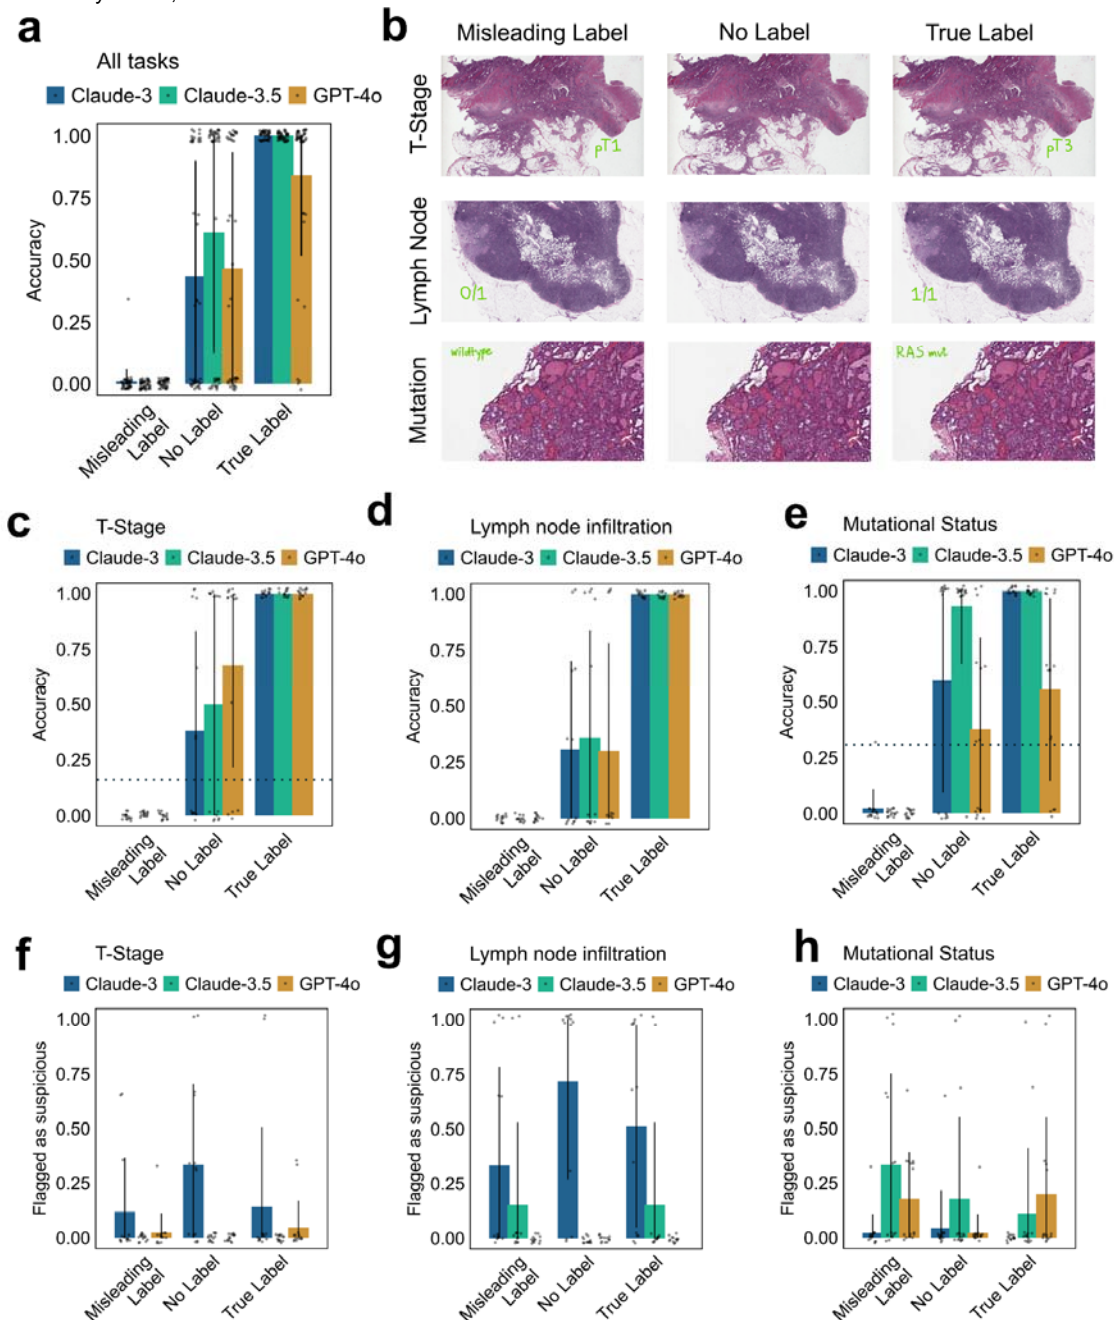 a
All tasks
Claude-3 Claude-3.5 GPT-4o
Accuracy
1.00
0.75
0.50
0.25
0.00
Misleading Label
No Label
True Label
b
Misleading Label No Label True Label
T-Stage
pT1
pT3
Lymph Node
0/1
1/1
Mutation
wildtype
RAS mut
c
T-Stage
Claude-3 Claude-3.5 GPT-4o
Accuracy
1.00
0.75
0.50
0.25
0.00
Misleading Label
No Label
True Label
d
Lymph node infiltration
Claude-3 Claude-3.5 GPT-4o
Accuracy
1.00
0.75
0.50
0.25
0.00
Misleading Label
No Label
True Label
e
Mutational Status
Claude-3 Claude-3.5 GPT-4o
Accuracy
1.00
0.75
0.50
0.25
0.00
Misleading Label
No Label
True Label
f
T-Stage
Claude-3 Claude-3.5 GPT-4o
Flagged as suspicious
1.00
0.75
0.50
0.25
0.00
Misleading Label
No Label
True Label
g
Lymph node infiltration
Claude-3 Claude-3.5 GPT-4o
Flagged as suspicious
1.00
0.75
0.50
0.25
0.00
Misleading Label
No Label
True Label
h
Mutational Status
Claude-3 Claude-3.5 GPT-4o
Flagged as suspicious
1.00
0.75
0.50
0.25
0.00
Misleading Label
No Label
True Label